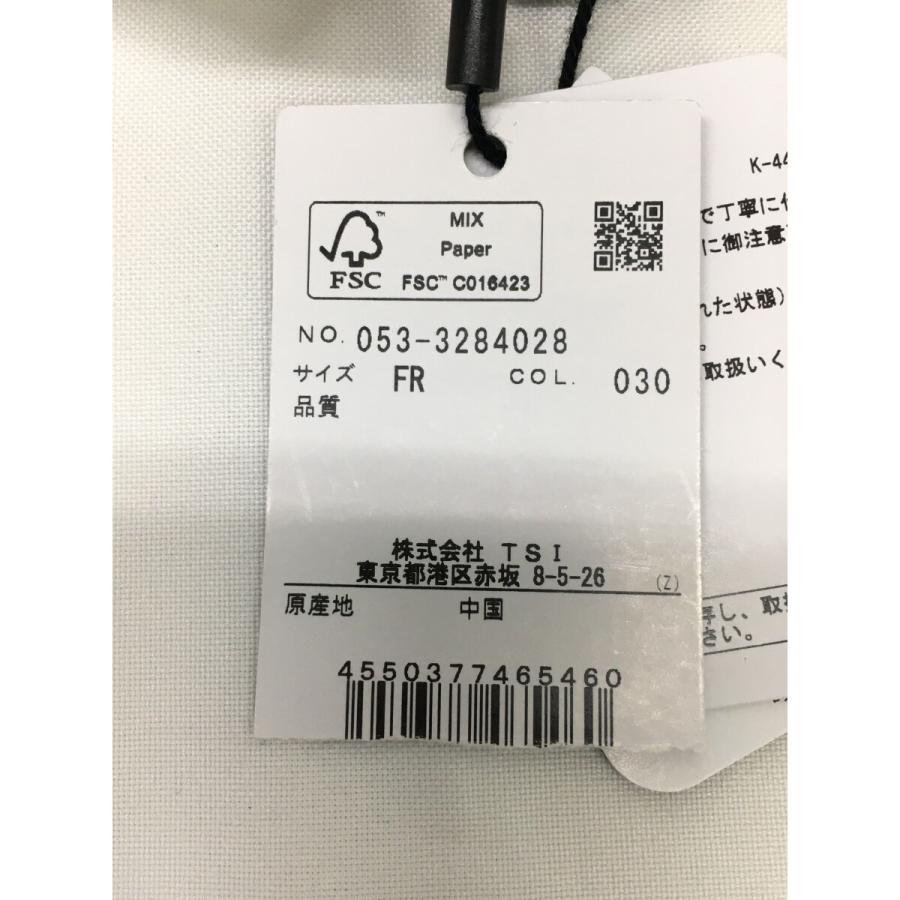 MIX
Paper
FSC™ C016423
FSC
NO. 053-3284028
サイズ FR COL. 030
品質
株式会社 TSI
東京都港区赤坂 8-5-26 (Z)
原産地 中国
4550377465460
K-44
で丁寧に
に御注意
れた状態)
。
取扱いく
し、取
さい。